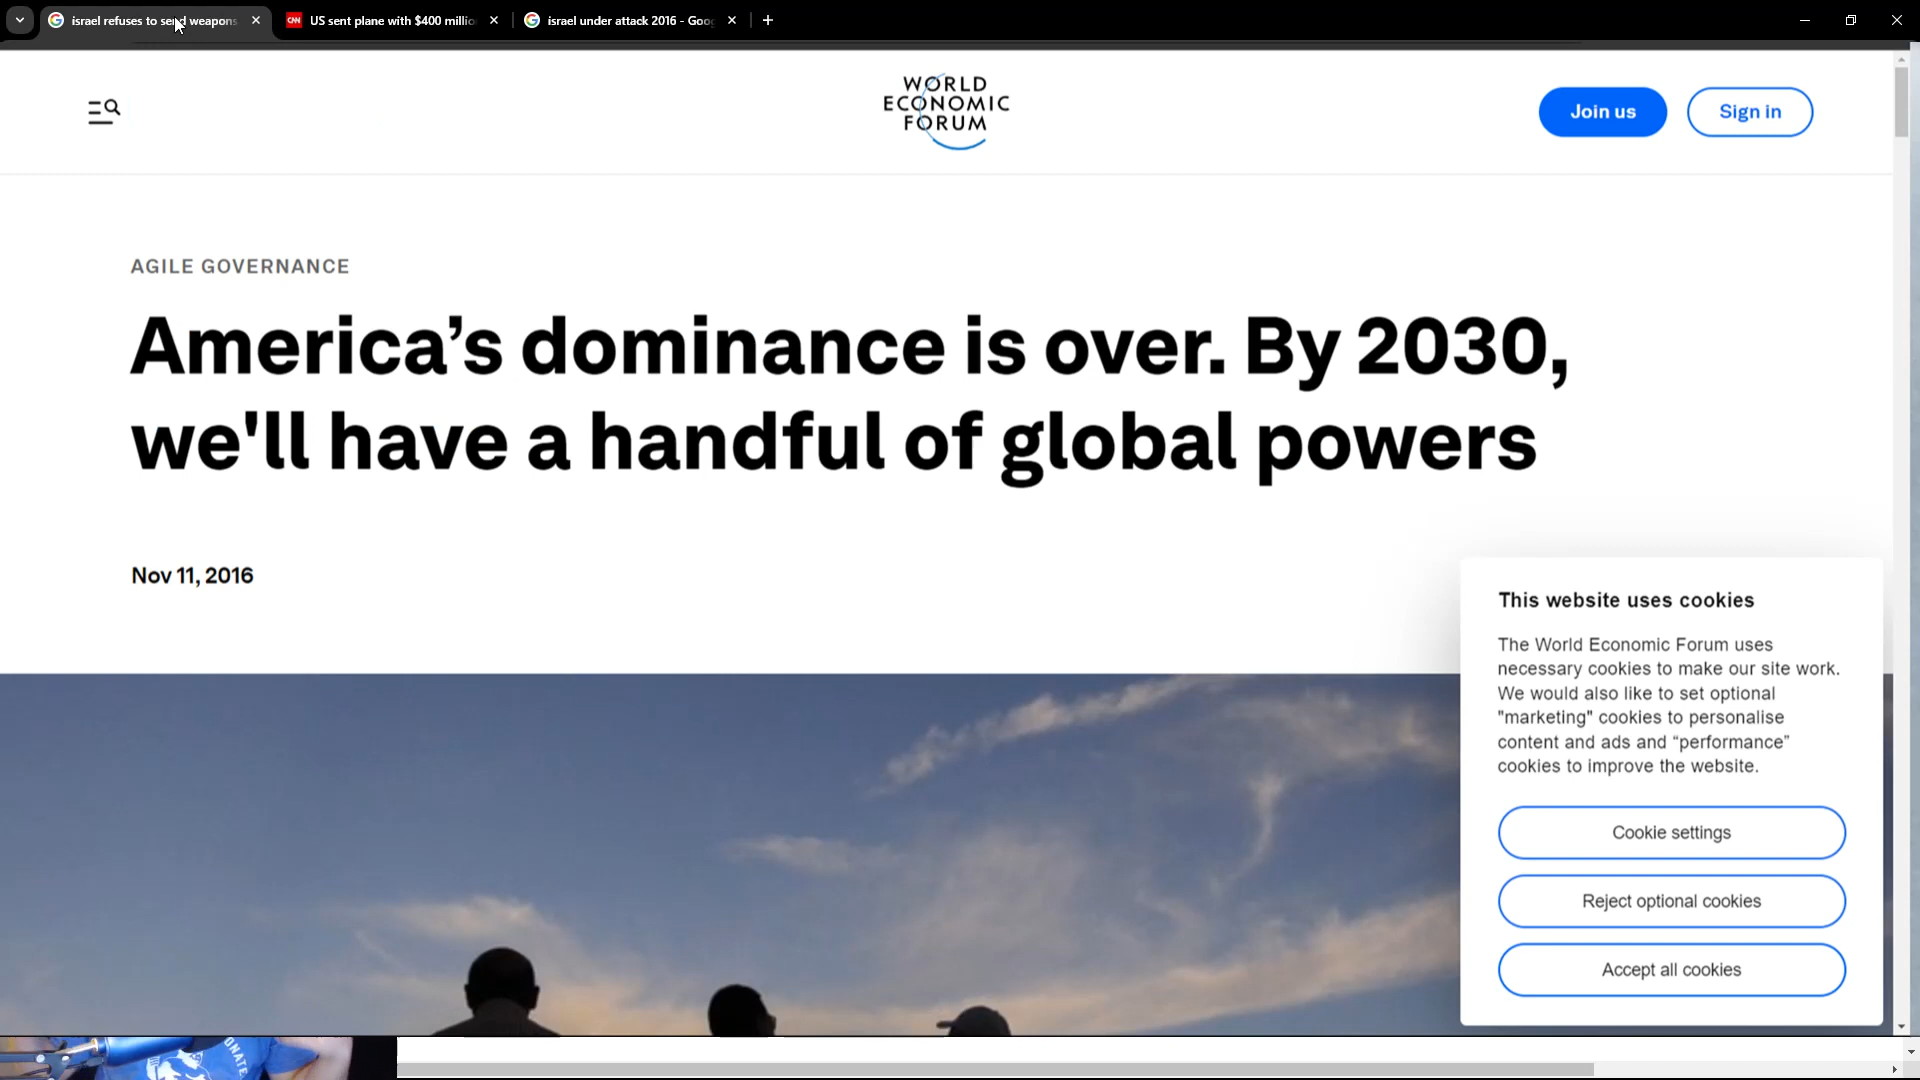 israel refuses to send weapons
US sent plane with $400 millio
israel under attack 2016 - Goo
WORLD
ECONOMIC
FORUM
Join us
Sign in
AGILE GOVERNANCE
America’s dominance is over. By 2030,
we'll have a handful of global powers
Nov 11, 2016
This website uses cookies
The World Economic Forum uses
necessary cookies to make our site work.
We would also like to set optional
"marketing" cookies to personalise
content and ads and “performance”
cookies to improve the website.
Cookie settings
Reject optional cookies
Accept all cookies